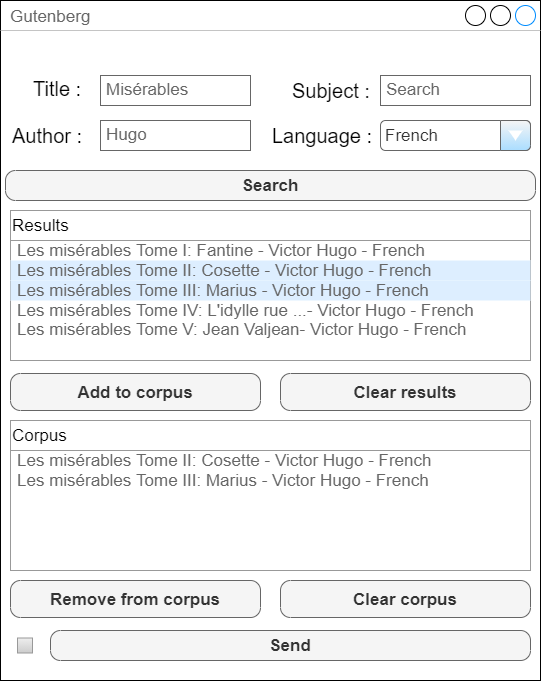 Gutenberg
Title : Misérables Subject : Search
Author : Hugo Language : French
Search
Results
Les misérables Tome I: Fantine - Victor Hugo - French
Les misérables Tome II: Cosette - Victor Hugo - French
Les misérables Tome III: Marius - Victor Hugo - French
Les misérables Tome IV: L'idylle rue ...- Victor Hugo - French
Les misérables Tome V: Jean Valjean- Victor Hugo - French
Add to corpus Clear results
Corpus
Les misérables Tome II: Cosette - Victor Hugo - French
Les misérables Tome III: Marius - Victor Hugo - French
Remove from corpus Clear corpus
Send